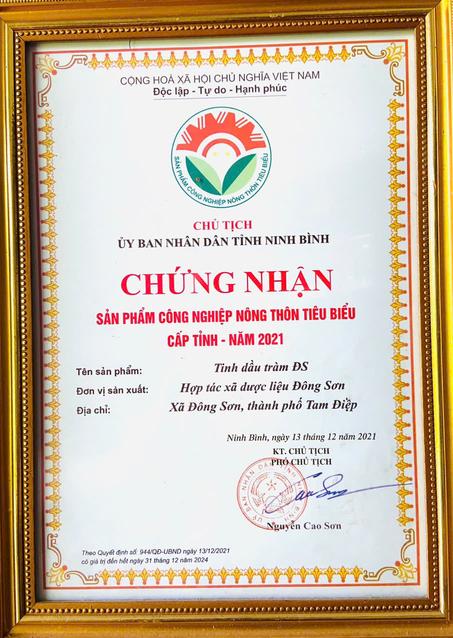 CỘNG HOÀ XÃ HỘI CHỦ NGHĨA VIỆT NAM
Độc lập - Tự do - Hạnh phúc
SẢN PHẨM CÔNG NGHIỆP NÔNG THÔN TIÊU BIỂU
CHỦ TỊCH
ỦY BAN NHÂN DÂN TỈNH NINH BÌNH
CHỨNG NHẬN
SẢN PHẨM CÔNG NGHIỆP NÔNG THÔN TIÊU BIỂU
CẤP TỈNH - NĂM 2021
Tên sản phẩm: Tinh dầu tràm ĐS
Đơn vị sản xuất: Hợp tác xã dược liệu Đông Sơn
Địa chỉ: Xã Đông Sơn, thành phố Tam Điệp
Ninh Bình, ngày 13 tháng 12 năm 2021
KT. CHỦ TỊCH
PHÓ CHỦ TỊCH
Nguyễn Cao Sơn
Theo Quyết định số: 944/QĐ-UBND ngày 13/12/2021
có giá trị đến hết ngày 31 tháng 12 năm 2024